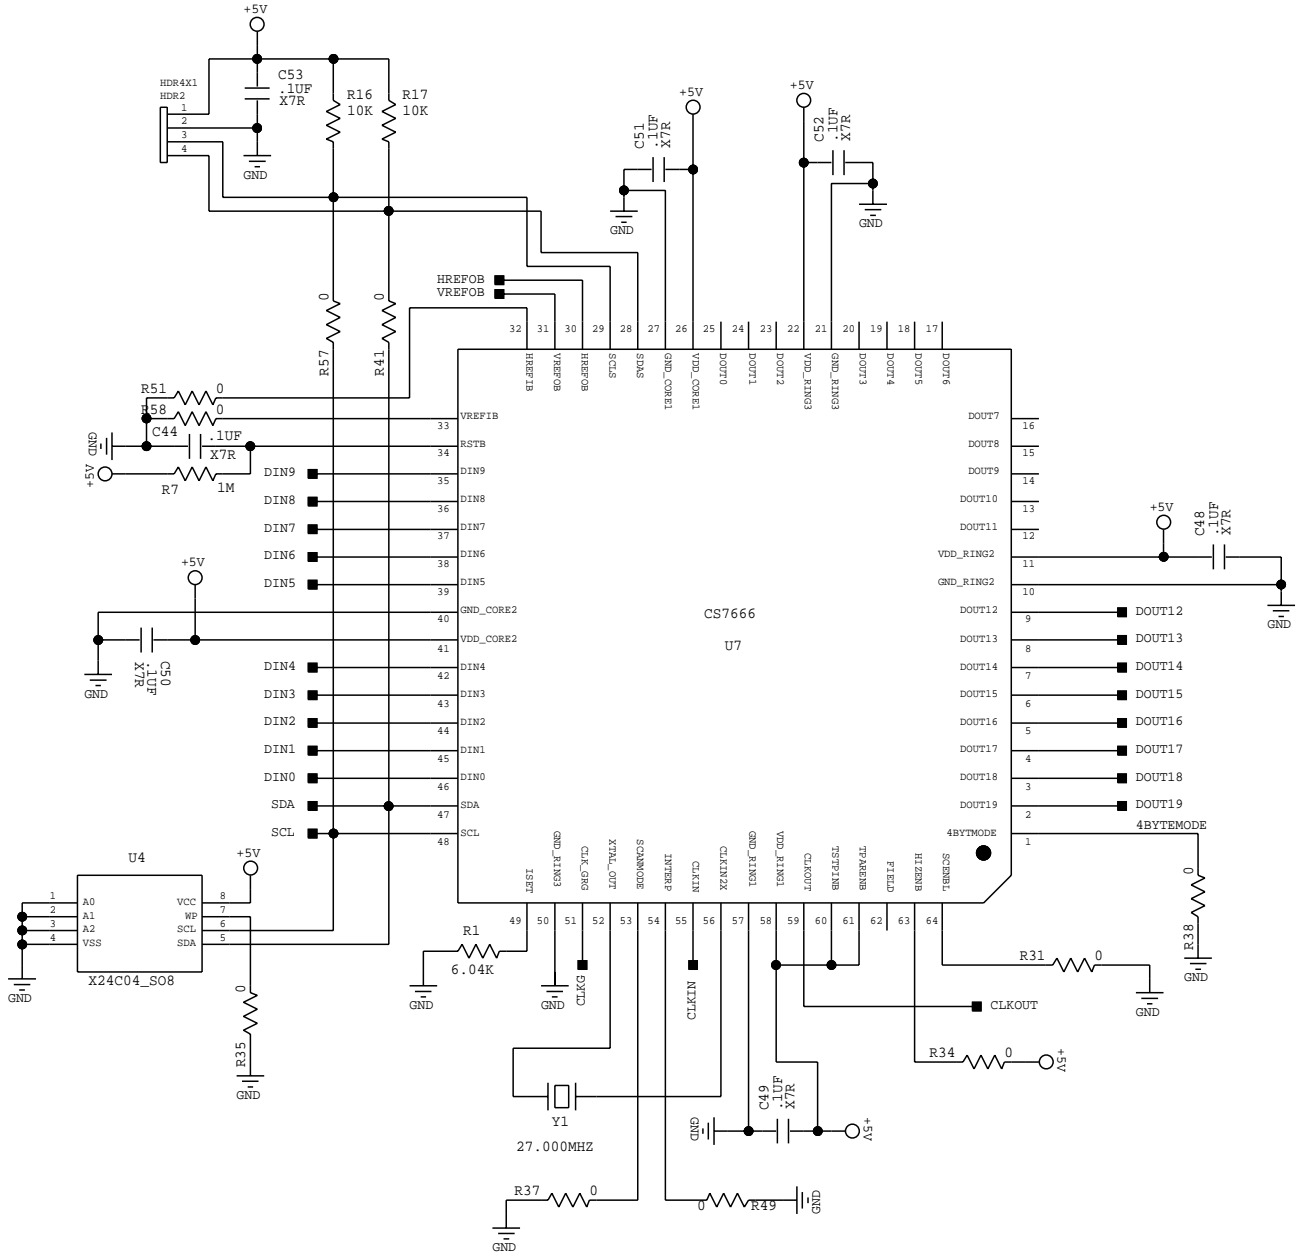 +5V
HDR4X1
HDR2
1
2
3
4
C53
.1UF
X7R
GND
R16
10K
R17
10K
C51
.1UF
X7R
+5V
GND
+5V
C52
.1UF
X7R
GND
HREFOB
VREFOB
0
R57
0
R41
32
31
30
29
28
27
26
25
24
23
22
21
20
19
18
17
HREFIB
VREFOB
HREFOB
SCLS
SDAS
GND_CORE1
VDD_CORE1
DOUT0
DOUT1
DOUT2
VDD_RING3
GND_RING3
DOUT3
DOUT4
DOUT5
DOUT6
R51
0
R58
0
C44
.1UF
X7R
GND
+5V
R7
1M
VREFIB
33
RSTB
34
DIN9
DIN9
35
DIN8
DIN8
36
DIN7
DIN7
37
DIN6
DIN6
38
DIN5
DIN5
39
+5V
GND_CORE2
40
VDD_CORE2
41
C50
.1UF
X7R
GND
DIN4
DIN4
42
DIN3
DIN3
43
DIN2
DIN2
44
DIN1
DIN1
45
DIN0
DIN0
46
SDA
SDA
47
SCL
SCL
48
CS7666
U7
DOUT7
16
DOUT8
15
DOUT9
14
DOUT10
13
DOUT11
12
VDD_RING2
11
GND_RING2
10
+5V
C48
.1UF
X7R
GND
DOUT12
9
DOUT12
DOUT13
8
DOUT13
DOUT14
7
DOUT14
DOUT15
6
DOUT15
DOUT16
5
DOUT16
DOUT17
4
DOUT17
DOUT18
3
DOUT18
DOUT19
2
DOUT19
4BYTMODE
1
4BYTEMODE
0
R38
GND
U4
+5V
1
2
3
4
A0
A1
A2
VSS
VCC
WP
SCL
SDA
8
7
6
5
X24C04_SO8
GND
0
R35
GND
ISET
GND_RING3
CLK_GRG
XTAL_OUT
SCANMODE
INTERP
CLKIN
CLKIN2X
GND_RING1
VDD_RING1
CLKOUT
TSTPINB
TPARENB
FIELD
HIZENB
SCENBL
49
50
51
52
53
54
55
56
57
58
59
60
61
62
63
64
R1
6.04K
GND
GND
CLKG
CLKIN
R31
0
GND
CLKOUT
R34
0
+5V
Y1
27.000MHZ
C49
.1UF
X7R
GND
+5V
R37
0
GND
0
R49
GND